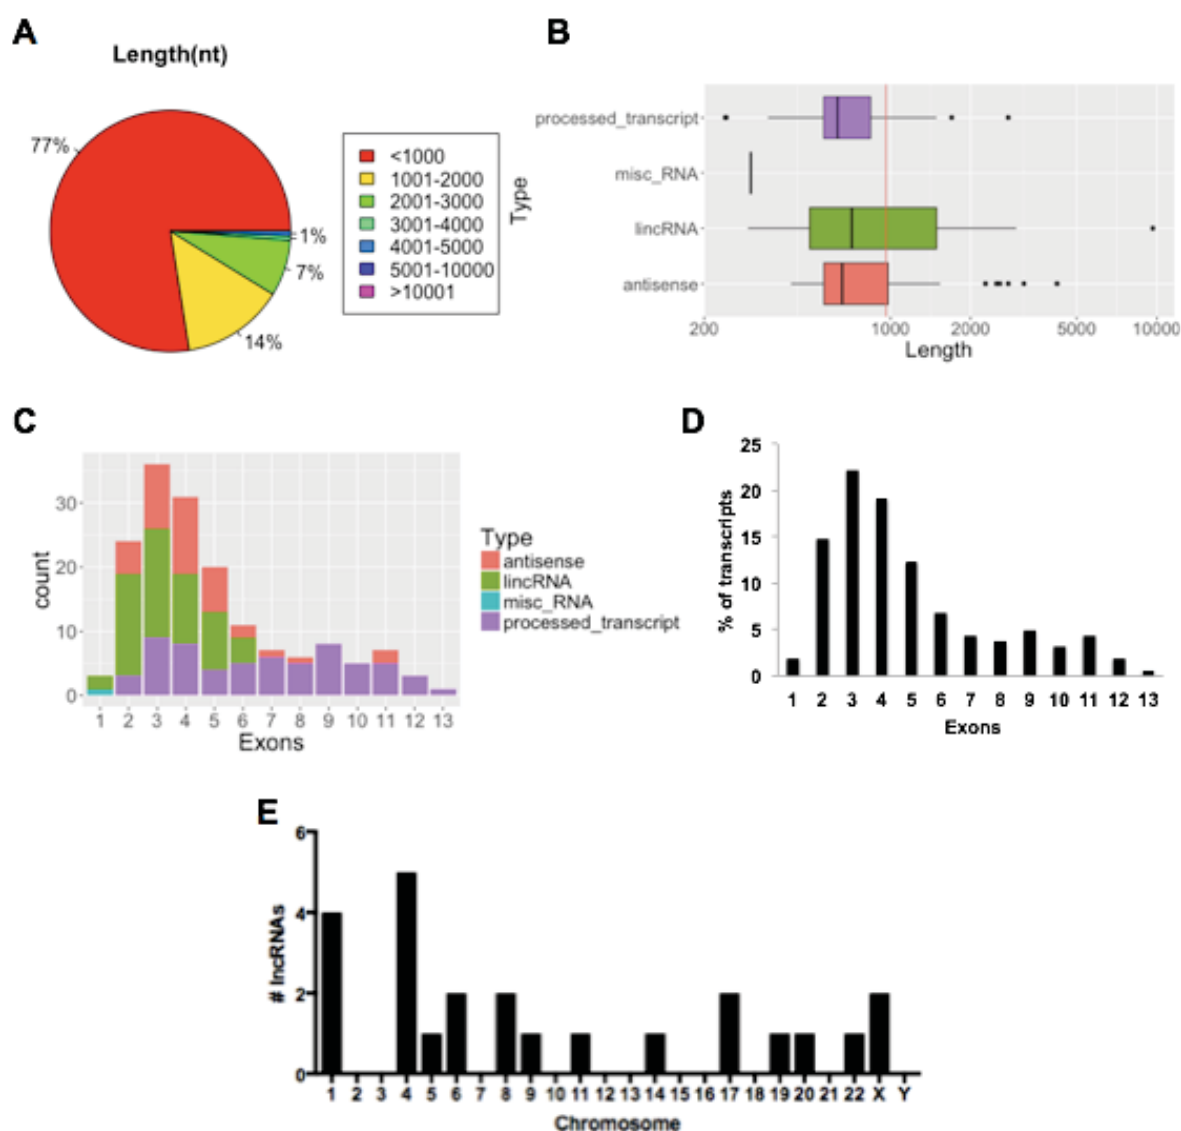 A
Length(nt)
77%
1%
7%
14%
<1000
1001-2000
2001-3000
3001-4000
4001-5000
5001-10000
>10001
B
Type
processed_transcript
misc_RNA
lincRNA
antisense
200 1000 2000 5000 10000
Length
C
count
30
20
10
0
1 2 3 4 5 6 7 8 9 10 11 12 13
Exons
Type
antisense
lincRNA
misc_RNA
processed_transcript
D
% of transcripts
25
20
15
10
5
0
1 2 3 4 5 6 7 8 9 10 11 12 13
Exons
E
# lncRNAs
6
4
2
0
1 2 3 4 5 6 7 8 9 10 11 12 13 14 15 16 17 18 19 20 21 22 X Y
Chromosome